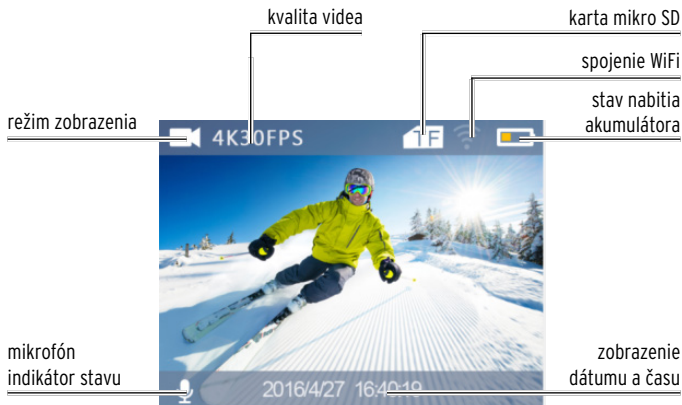 kvalita videa
karta mikro SD
spojenie WiFi
stav nabitia
akumulátora
režim zobrazenia
4K30FPS
TF
mikrofón
indikátor stavu
zobrazenie
dátumu a času
2016/4/27 16:40:19